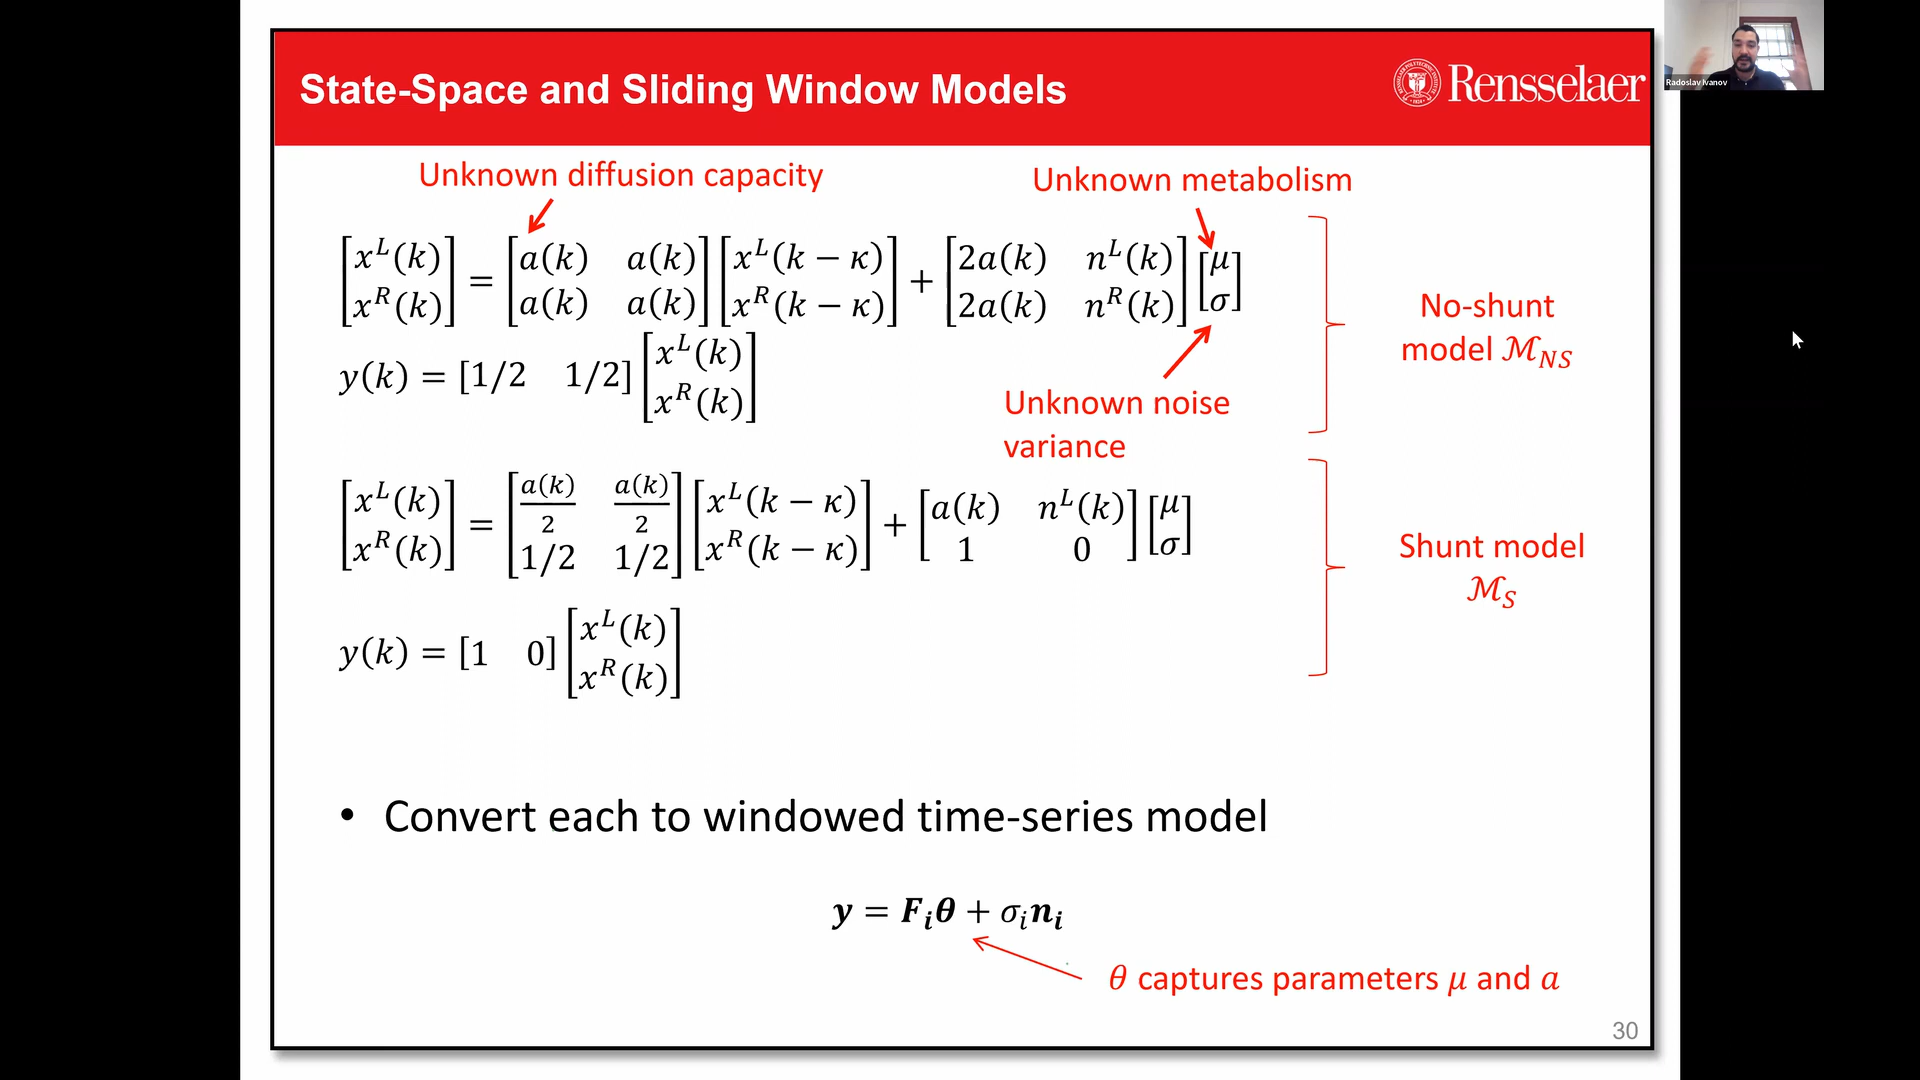 State-Space and Sliding Window Models
Rensselaer
Radoslav Ivanov
Unknown diffusion capacity
Unknown metabolism
[x^L(k) x^R(k)] = [a(k) a(k) a(k) a(k)] [x^L(k − κ) x^R(k − κ)] + [2a(k) n^L(k) 2a(k) n^R(k)] [μ σ]
y(k) = [1/2 1/2] [x^L(k) x^R(k)]
Unknown noise
variance
No-shunt
model ℳ_NS
[x^L(k) x^R(k)] = [a(k)/2 a(k)/2 1/2 1/2] [x^L(k − κ) x^R(k − κ)] + [a(k) n^L(k) 1 0] [μ σ]
y(k) = [1 0] [x^L(k) x^R(k)]
Shunt model
ℳ_S
• Convert each to windowed time-series model
y = F_i θ + σ_i n_i
θ captures parameters μ and a
30